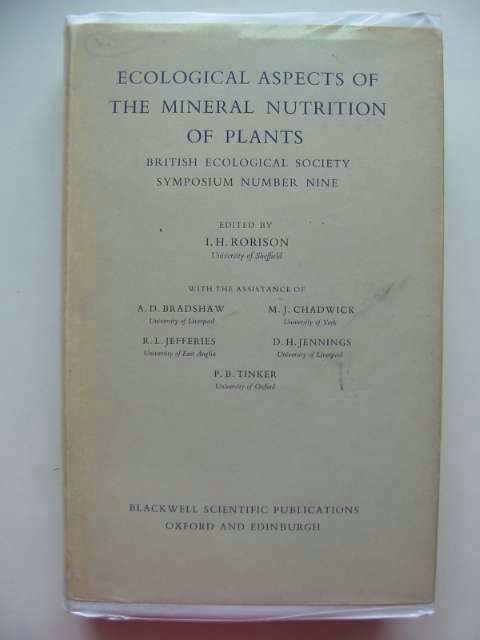 ECOLOGICAL ASPECTS OF
THE MINERAL NUTRITION
OF PLANTS
BRITISH ECOLOGICAL SOCIETY
SYMPOSIUM NUMBER NINE
EDITED BY
I. H. RORISON
University of Sheffield
WITH THE ASSISTANCE OF
A. D. BRADSHAW M. J. CHADWICK
University of Liverpool University of York
R. L. JEFFERIES D. H. JENNINGS
University of East Anglia University of Liverpool
P. B. TINKER
University of Oxford
BLACKWELL SCIENTIFIC PUBLICATIONS
OXFORD AND EDINBURGH